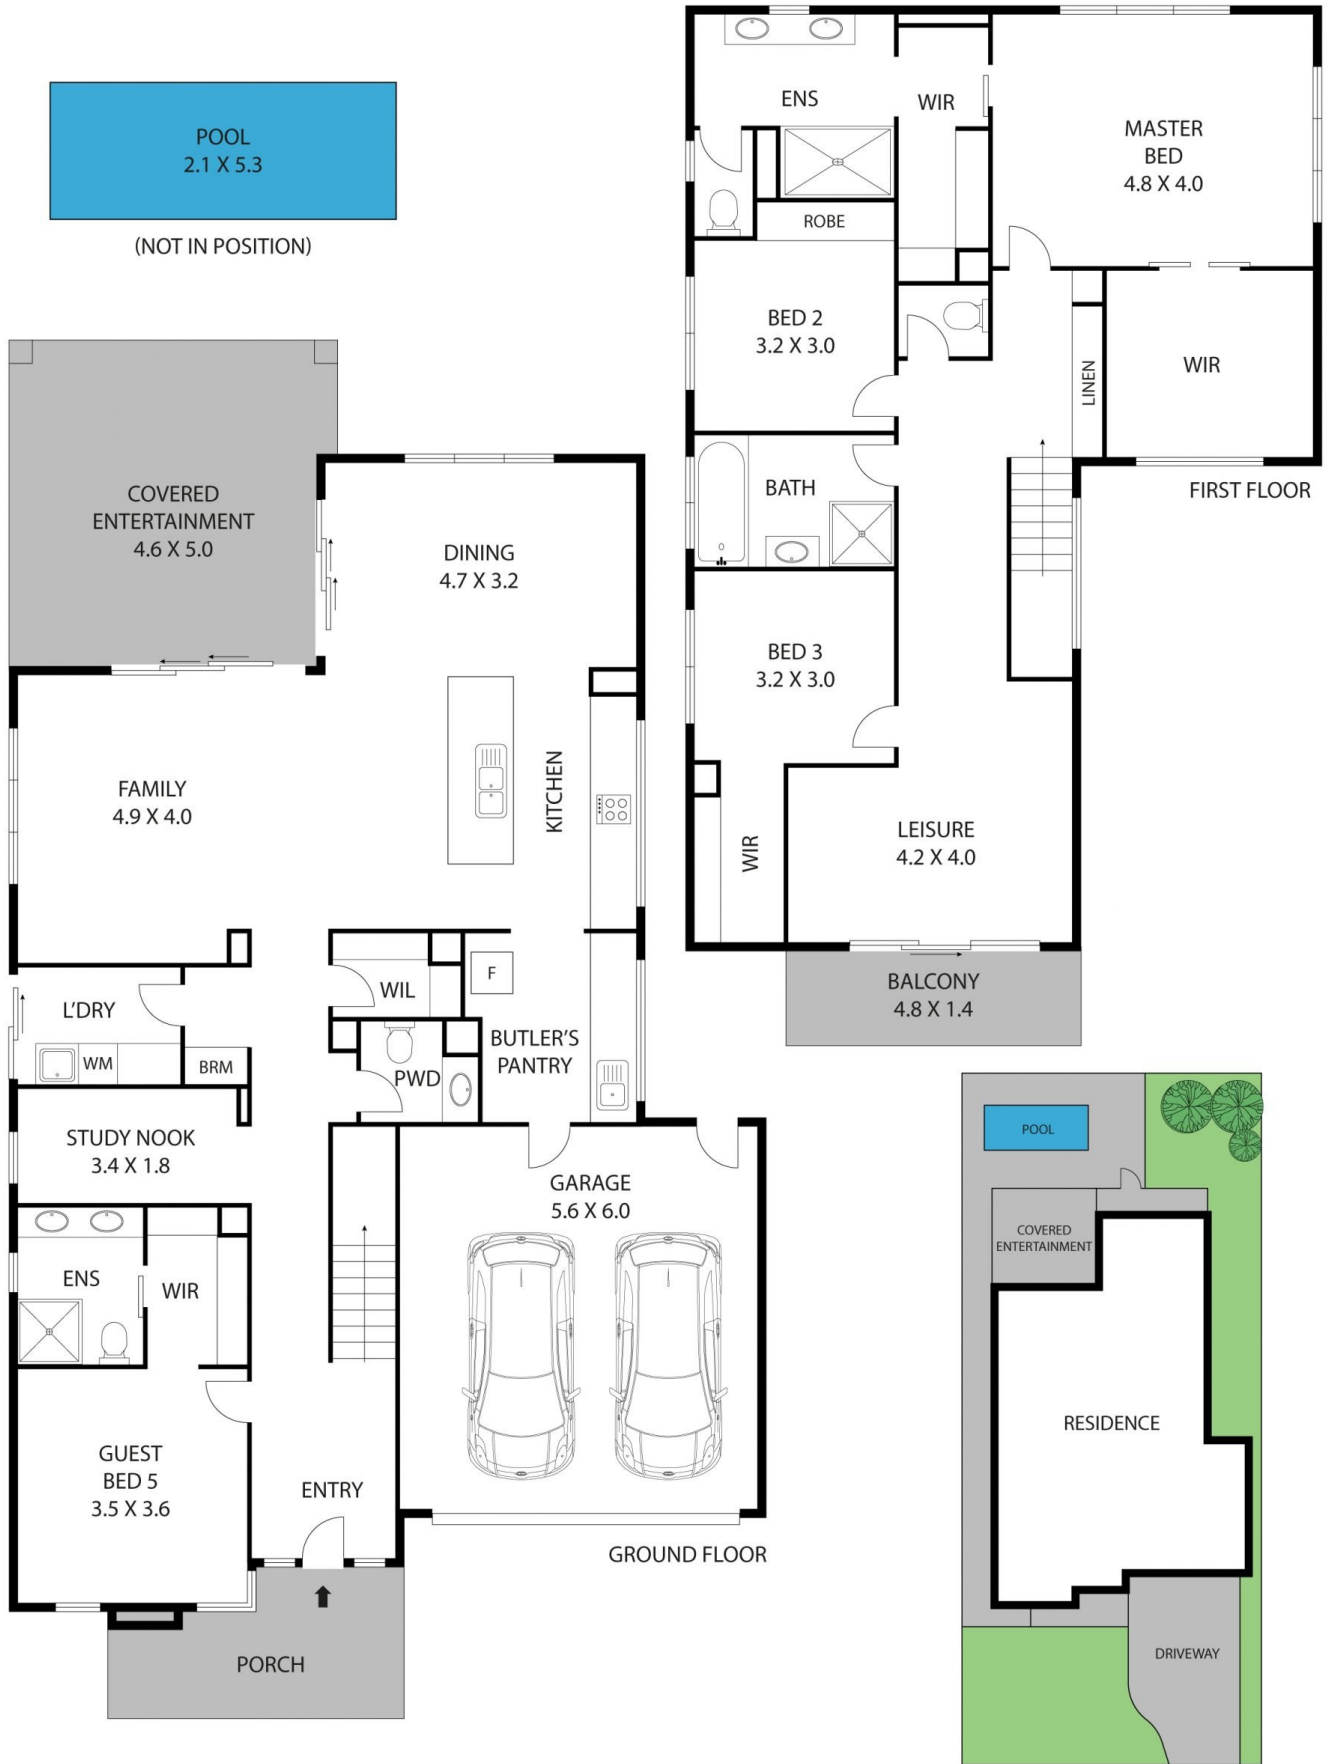 POOL
2.1 X 5.3
(NOT IN POSITION)
COVERED
ENTERTAINMENT
4.6 X 5.0
DINING
4.7 X 3.2
FAMILY
4.9 X 4.0
KITCHEN
L'DRY
WM
BRM
WIL
F
BUTLER'S
PANTRY
PWD
STUDY NOOK
3.4 X 1.8
GARAGE
5.6 X 6.0
ENS
WIR
GUEST
BED 5
3.5 X 3.6
ENTRY
GROUND FLOOR
PORCH
ENS
WIR
MASTER
BED
4.8 X 4.0
ROBE
BED 2
3.2 X 3.0
LINEN
WIR
BATH
FIRST FLOOR
BED 3
3.2 X 3.0
WIR
LEISURE
4.2 X 4.0
BALCONY
4.8 X 1.4
POOL
COVERED
ENTERTAINMENT
RESIDENCE
DRIVEWAY